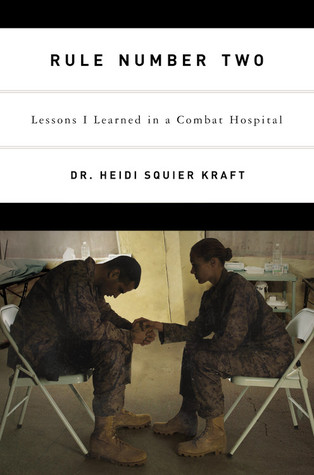 RULE NUMBER TWO
Lessons I Learned in a Combat Hospital
DR. HEIDI SQUIER KRAFT